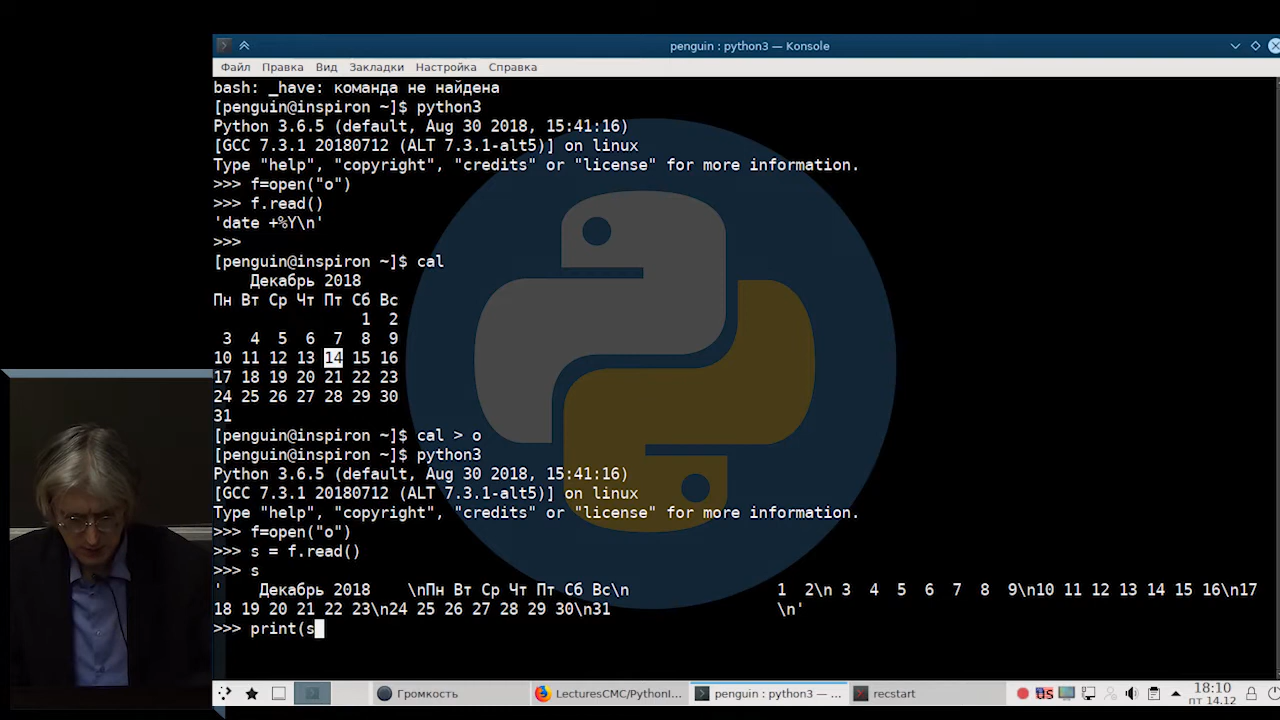 penguin : python3 — Konsole
Файл Правка Вид Закладки Настройка Справка
bash: _have: команда не найдена
[penguin@inspiron ~]$ python3
Python 3.6.5 (default, Aug 30 2018, 15:41:16)
[GCC 7.3.1 20180712 (ALT 7.3.1-alt5)] on linux
Type "help", "copyright", "credits" or "license" for more information.
>>> f=open("o")
>>> f.read()
'date +%Y\n'
>>>
[penguin@inspiron ~]$ cal
Декабрь 2018
Пн Вт Ср Чт Пт Сб Вс
1 2
3 4 5 6 7 8 9
10 11 12 13 14 15 16
17 18 19 20 21 22 23
24 25 26 27 28 29 30
31
[penguin@inspiron ~]$ cal > o
[penguin@inspiron ~]$ python3
Python 3.6.5 (default, Aug 30 2018, 15:41:16)
[GCC 7.3.1 20180712 (ALT 7.3.1-alt5)] on linux
Type "help", "copyright", "credits" or "license" for more information.
>>> f=open("o")
>>> s = f.read()
>>> s
' Декабрь 2018 \nПн Вт Ср Чт Пт Сб Вс\n 1 2\n 3 4 5 6 7 8 9\n10 11 12 13 14 15 16\n17
18 19 20 21 22 23\n24 25 26 27 28 29 30\n31 \n'
>>> print(s
Громкость LecturesCMC/PythonI... penguin : python3 — ... recstart us 18:10
пт 14.12